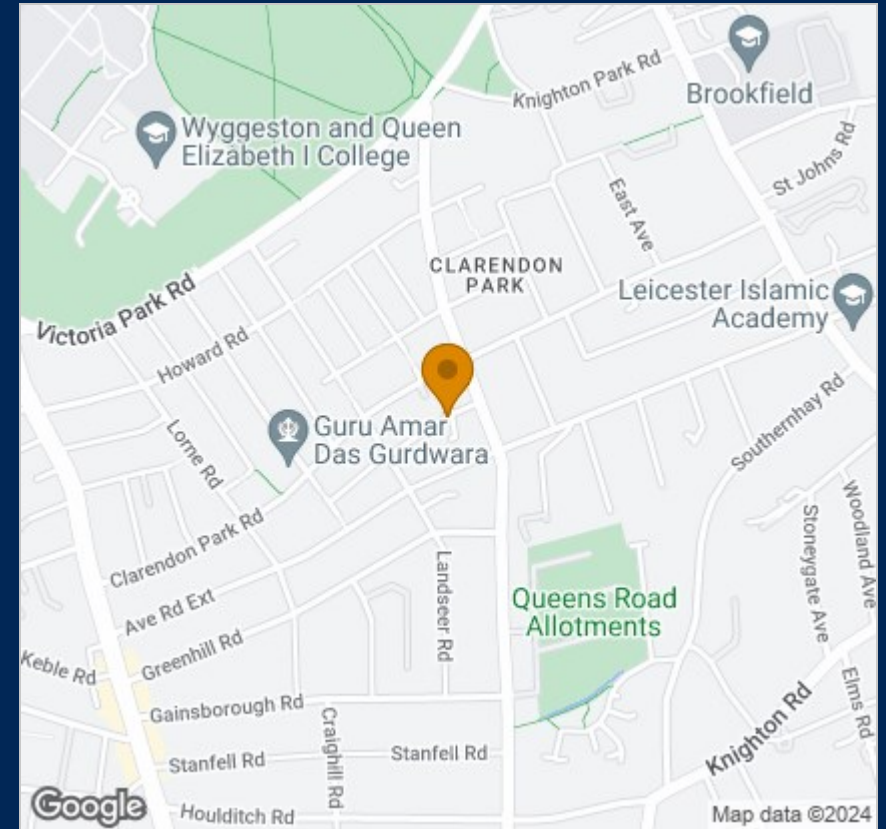 Knighton Park Rd
Brookfield
Wyggeston and Queen
Elizabeth I College
St Johns Rd
East Ave
CLARENDON
PARK
Leicester Islamic
Academy
Victoria Park Rd
Howard Rd
Guru Amar
Das Gurdwara
Lorne Rd
Southernhay Rd
Clarendon Park Rd
Woodland Ave
Stoneygate Ave
Landseer Rd
Ave Rd Ext
Queens Road
Allotments
Greenhill Rd
Keble Rd
Elms Rd
Gainsborough Rd
Craighill Rd
Knighton Rd
Stanfell Rd
Stanfell Rd
Google
Houlditch Rd
Map data ©2024